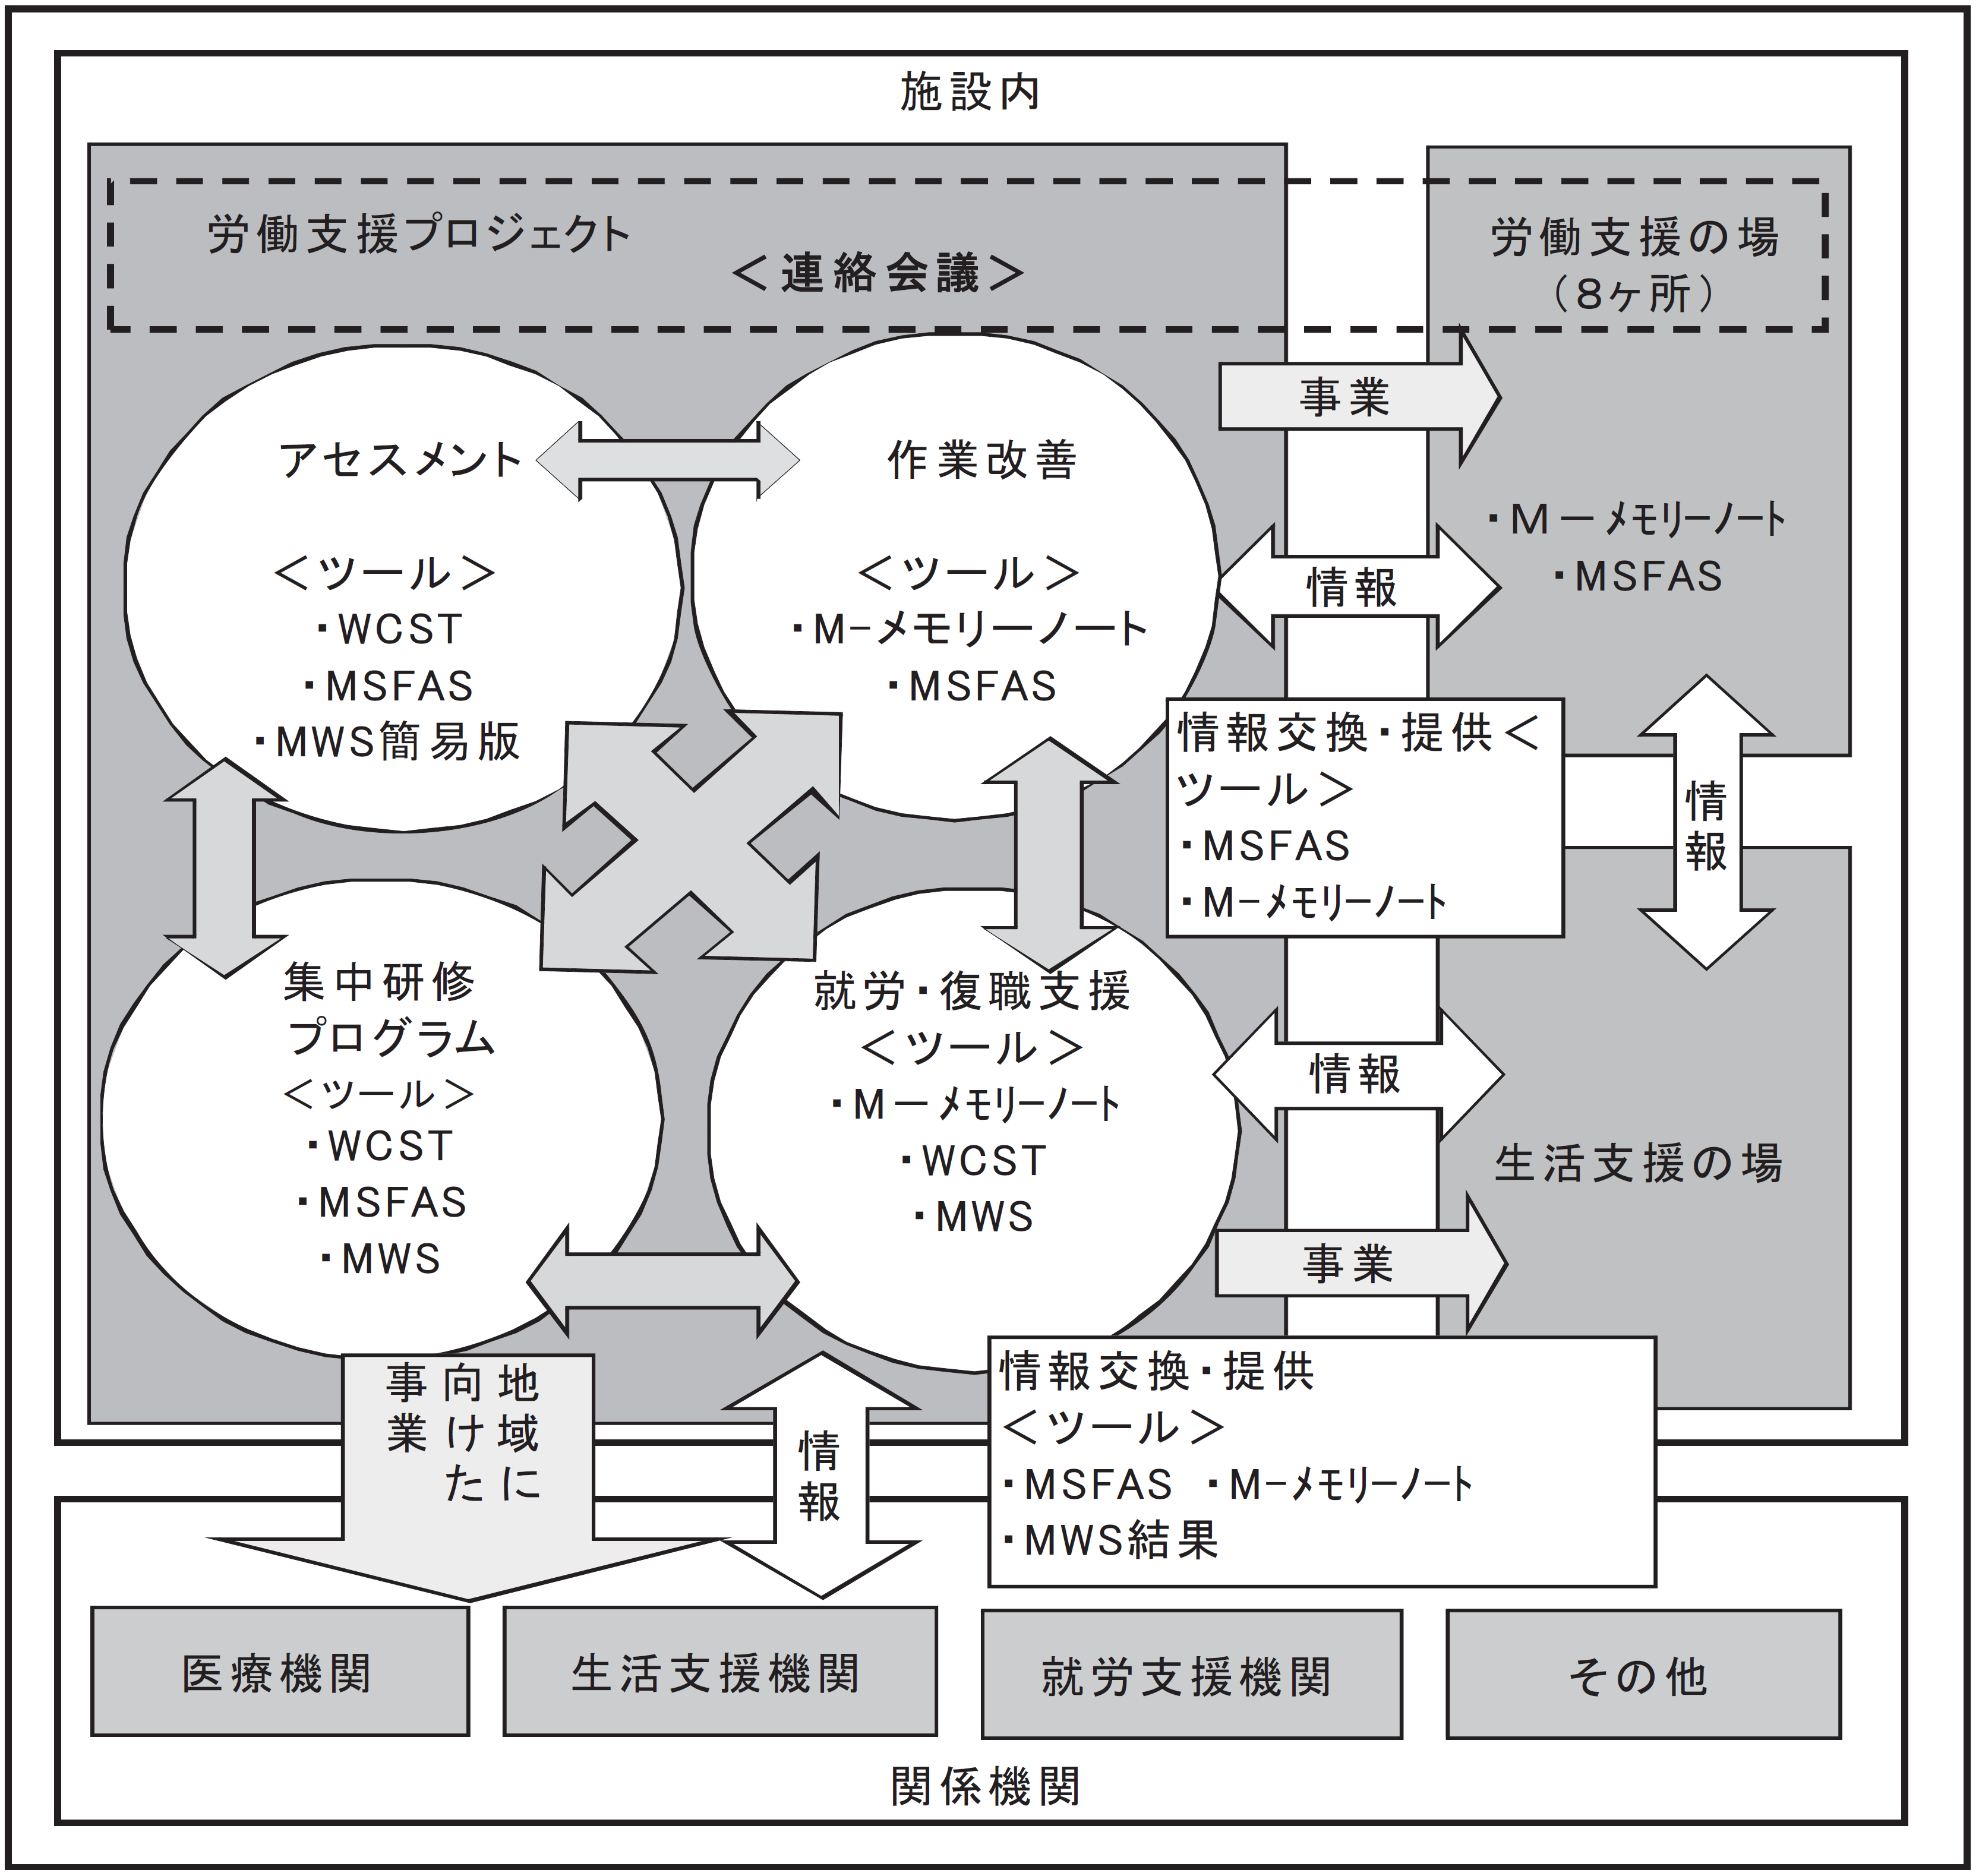 施設内
労働支援プロジェクト
＜連絡会議＞
労働支援の場
（８ヶ所）
アセスメント
＜ツール＞
・WCST
・MSFAS
・MWS簡易版
作業改善
＜ツール＞
・M−メモリーノート
・MSFAS
事業
情報
・M－メモリーノート
・MSFAS
情報交換・提供＜
ツール＞
・MSFAS
・M−メモリーノート
情報
集中研修
プログラム
＜ツール＞
・WCST
・MSFAS
・MWS
就労・復職支援
＜ツール＞
・M－メモリーノート
・WCST
・MWS
情報
生活支援の場
事業
地域に
向けた
事業
情報
情報交換・提供
＜ツール＞
・MSFAS ・M−メモリーノート
・MWS結果
医療機関
生活支援機関
就労支援機関
その他
関係機関